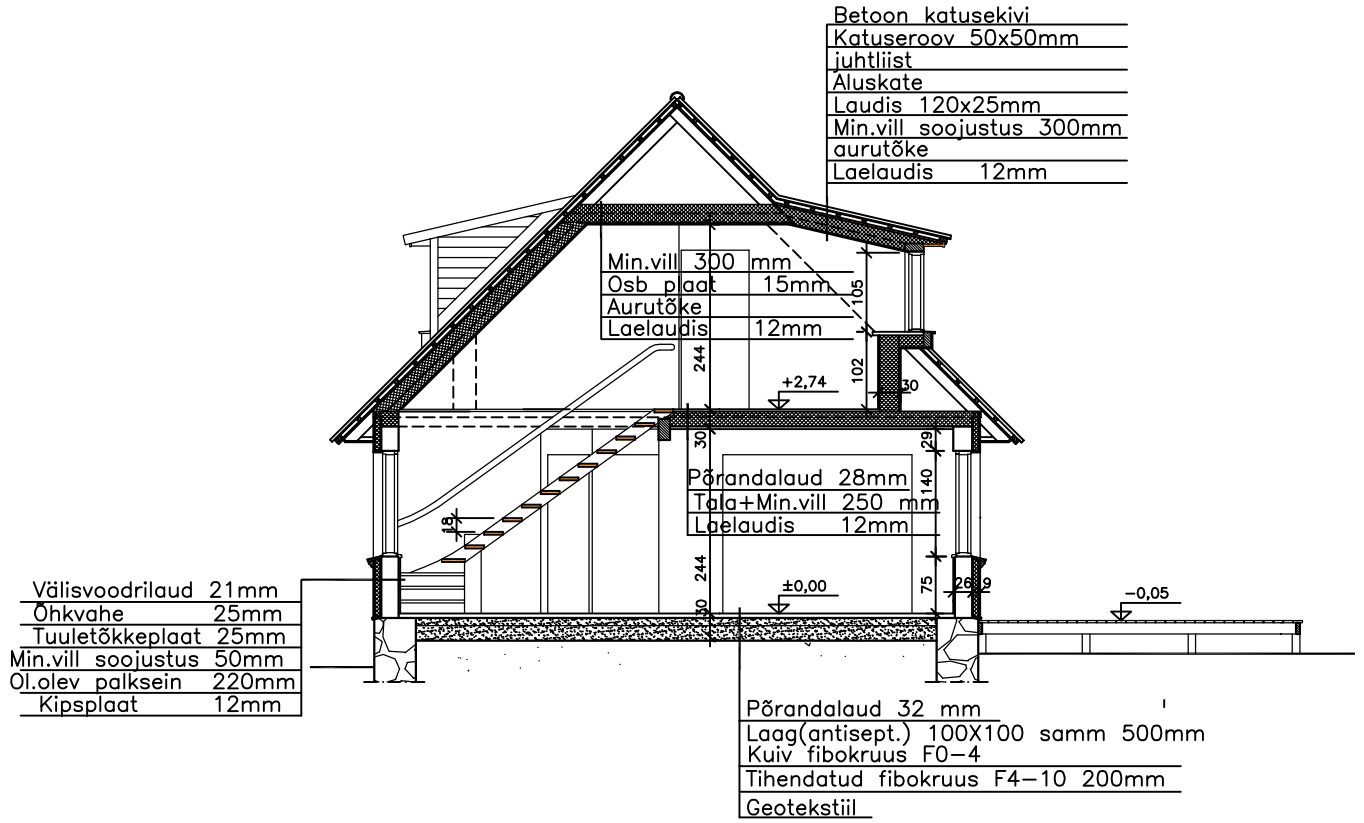 Betoon katusekivi
Katuseroov 50x50mm
juhtliist
Aluskate
Laudis 120x25mm
Min.vill soojustus 300mm
aurutõke
Laelaudis 12mm
Min.vill 300 mm
Osb plaat 15mm
Aurutõke
Laelaudis 12mm
105
244
102
30
+2,74
30
29
Põrandalaud 28mm
Tala+Min.vill 250 mm
Laelaudis 12mm
140
18
244
75
26
9
±0,00
30
-0,05
Välisvoodrilaud 21mm
Õhkvahe 25mm
Tuuletõkkeplaat 25mm
Min.vill soojustus 50mm
Ol.olev palksein 220mm
Kipsplaat 12mm
Põrandalaud 32 mm
Laag(antisept.) 100X100 samm 500mm
Kuiv fibokruus F0-4
Tihendatud fibokruus F4-10 200mm
Geotekstiil